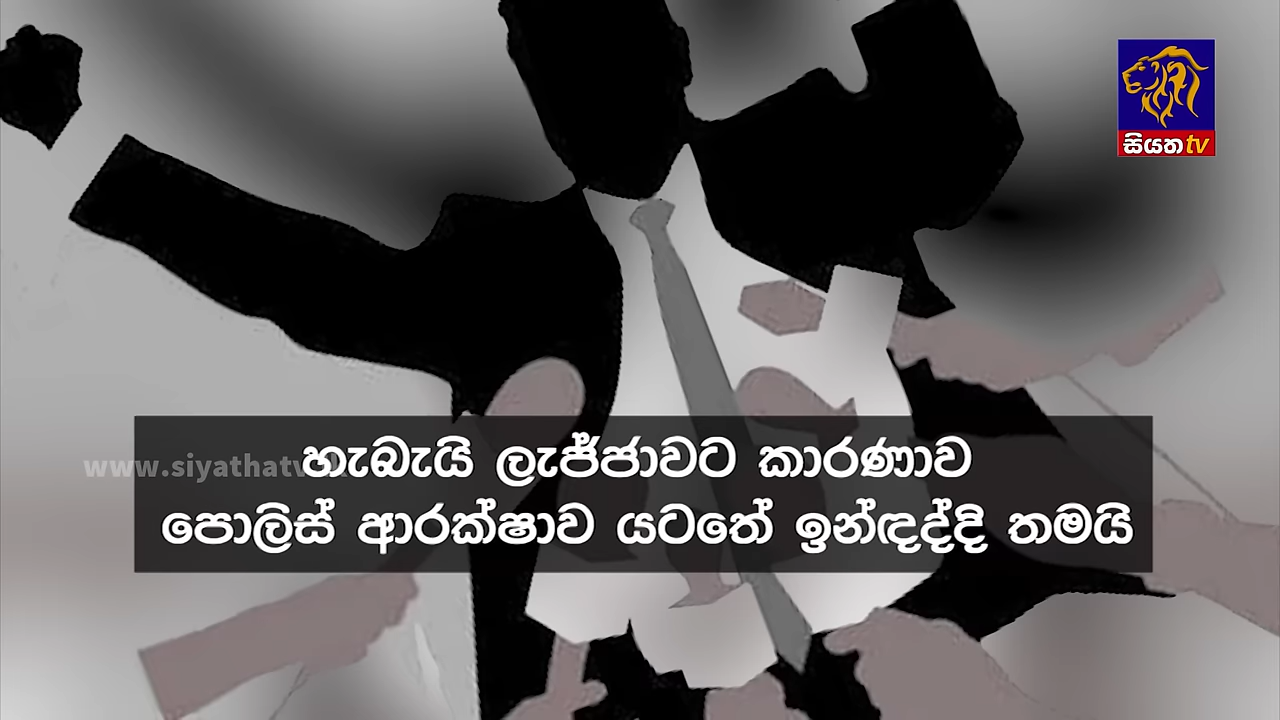 සියත tv
www.siyathatv.
හැබැයි ලැජ්ජාවට කාරණාව
පොලිස් ආරක්ෂාව යටතේ ඉන්ඳද්දි තමයි